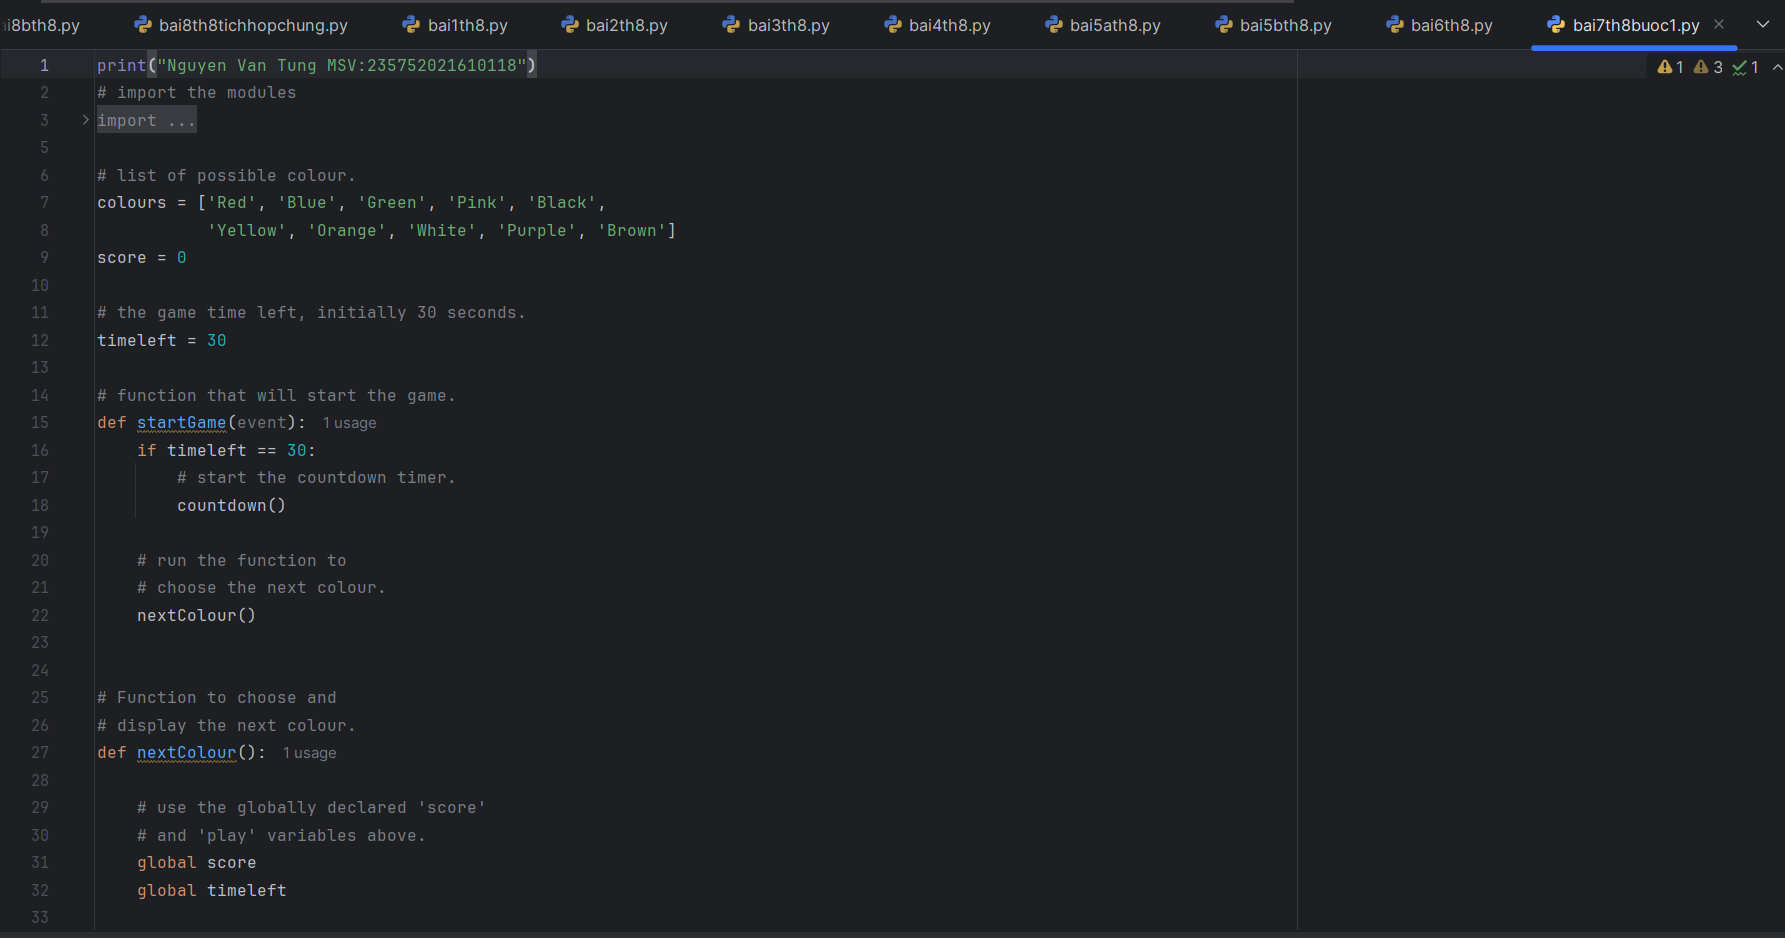 i8bth8.py bai8th8tichhopchung.py bai1th8.py bai2th8.py bai3th8.py bai4th8.py bai5ath8.py bai5bth8.py bai6th8.py bai7th8buoc1.py
1 print("Nguyen Van Tung MSV:235752021610118") 1 3 1
2 # import the modules
3 import ...
5
6 # list of possible colour.
7 colours = ['Red', 'Blue', 'Green', 'Pink', 'Black',
8 'Yellow', 'Orange', 'White', 'Purple', 'Brown']
9 score = 0
10
11 # the game time left, initially 30 seconds.
12 timeleft = 30
13
14 # function that will start the game.
15 def startGame(event): 1 usage
16 if timeleft == 30:
17 # start the countdown timer.
18 countdown()
19
20 # run the function to
21 # choose the next colour.
22 nextColour()
23
24
25 # Function to choose and
26 # display the next colour.
27 def nextColour(): 1 usage
28
29 # use the globally declared 'score'
30 # and 'play' variables above.
31 global score
32 global timeleft
33